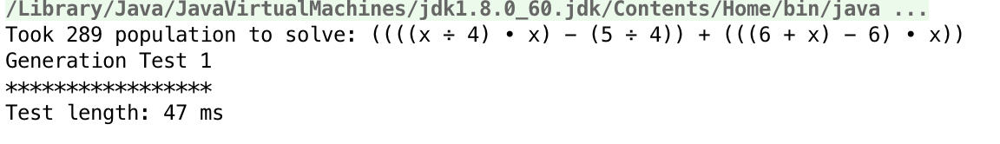 /Library/Java/JavaVirtualMachines/jdk1.8.0_60.jdk/Contents/Home/bin/java ...
Took 289 population to solve: ((((x ÷ 4) • x) − (5 ÷ 4)) + (((6 + x) − 6) • x))
Generation Test 1
*****************
Test length: 47 ms